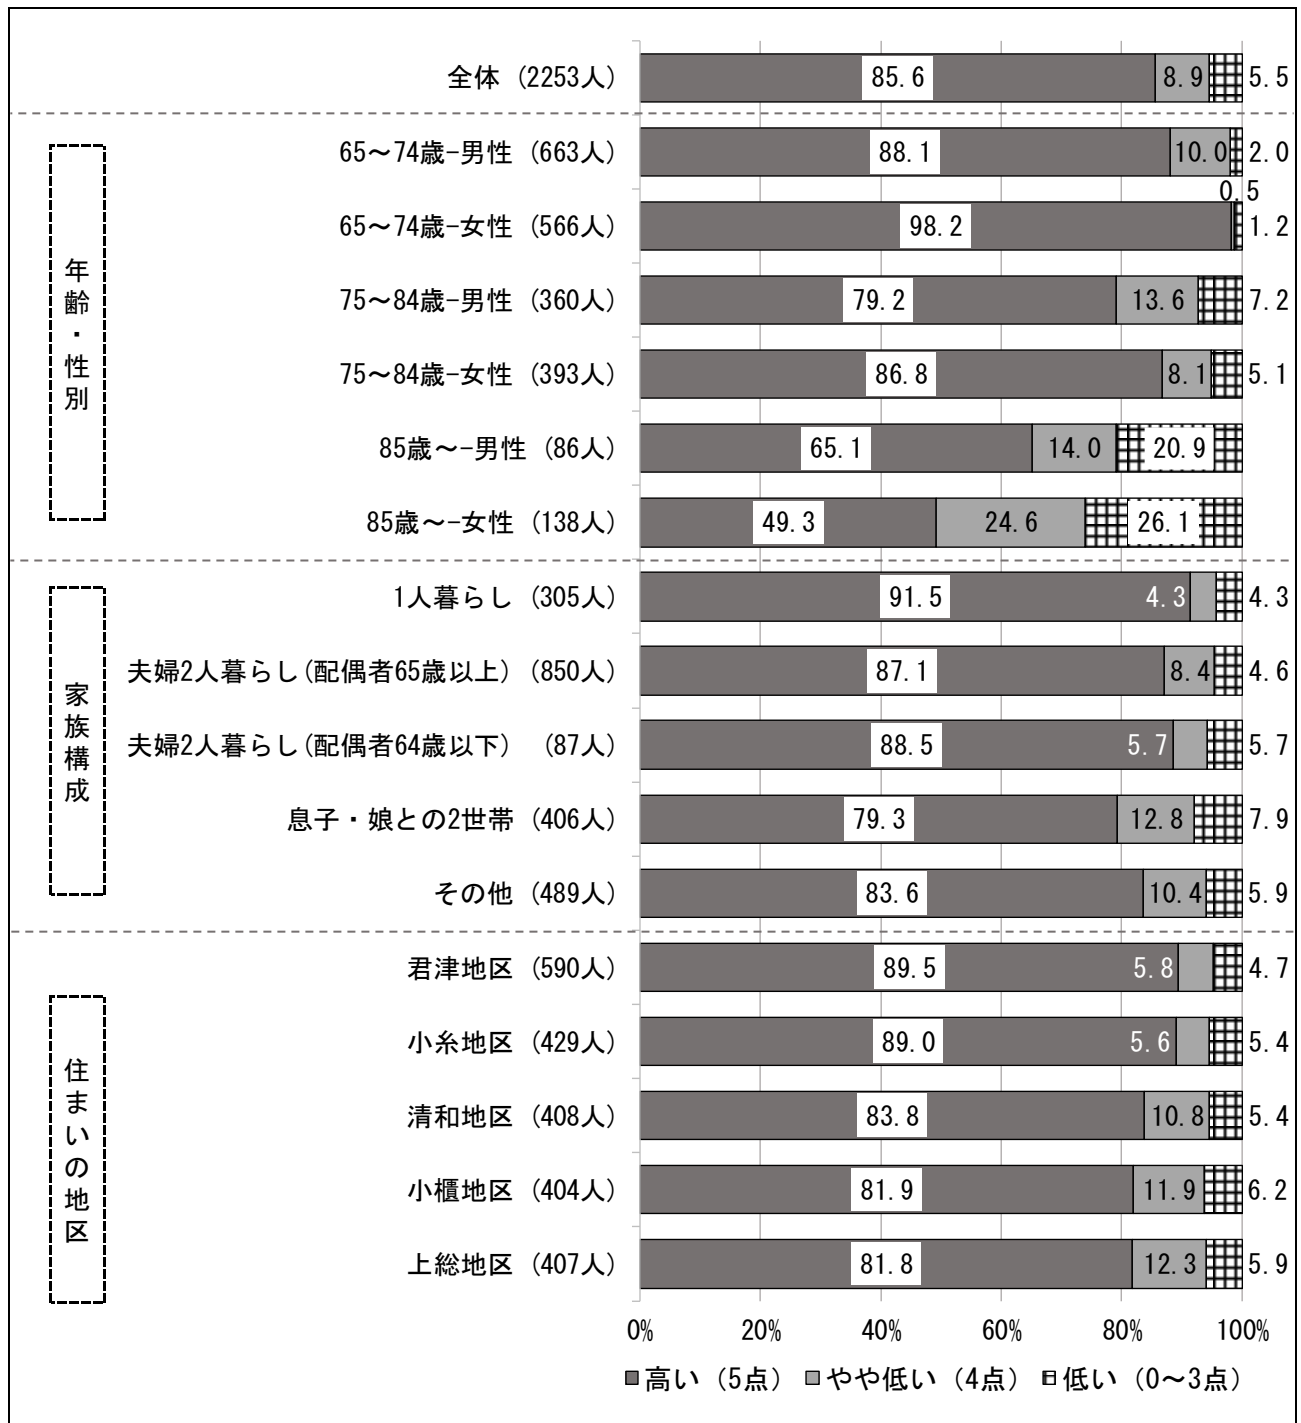 全体 (2253人) 85.6 8.9 5.5
年齢・性別
65～74歳-男性 (663人) 88.1 10.0 2.0
65～74歳-女性 (566人) 98.2 0.5 1.2
75～84歳-男性 (360人) 79.2 13.6 7.2
75～84歳-女性 (393人) 86.8 8.1 5.1
85歳～-男性 (86人) 65.1 14.0 20.9
85歳～-女性 (138人) 49.3 24.6 26.1
家族構成
1人暮らし (305人) 91.5 4.3 4.3
夫婦2人暮らし(配偶者65歳以上) (850人) 87.1 8.4 4.6
夫婦2人暮らし(配偶者64歳以下) (87人) 88.5 5.7 5.7
息子・娘との2世帯 (406人) 79.3 12.8 7.9
その他 (489人) 83.6 10.4 5.9
住まいの地区
君津地区 (590人) 89.5 5.8 4.7
小糸地区 (429人) 89.0 5.6 5.4
清和地区 (408人) 83.8 10.8 5.4
小櫃地区 (404人) 81.9 11.9 6.2
上総地区 (407人) 81.8 12.3 5.9
0% 20% 40% 60% 80% 100%
高い (5点) やや低い (4点) 低い (0～3点)